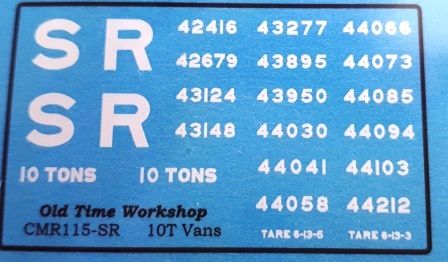 S R 42416 43277 44066
42679 43895 44073
S R 43124 43950 44085
43148 44030 44094
10 TONS 10 TONS 44041 44103
Old Time Workshop 44058 44212
CMR115-SR 10T Vans TARE 6-13-5 TARE 6-13-3